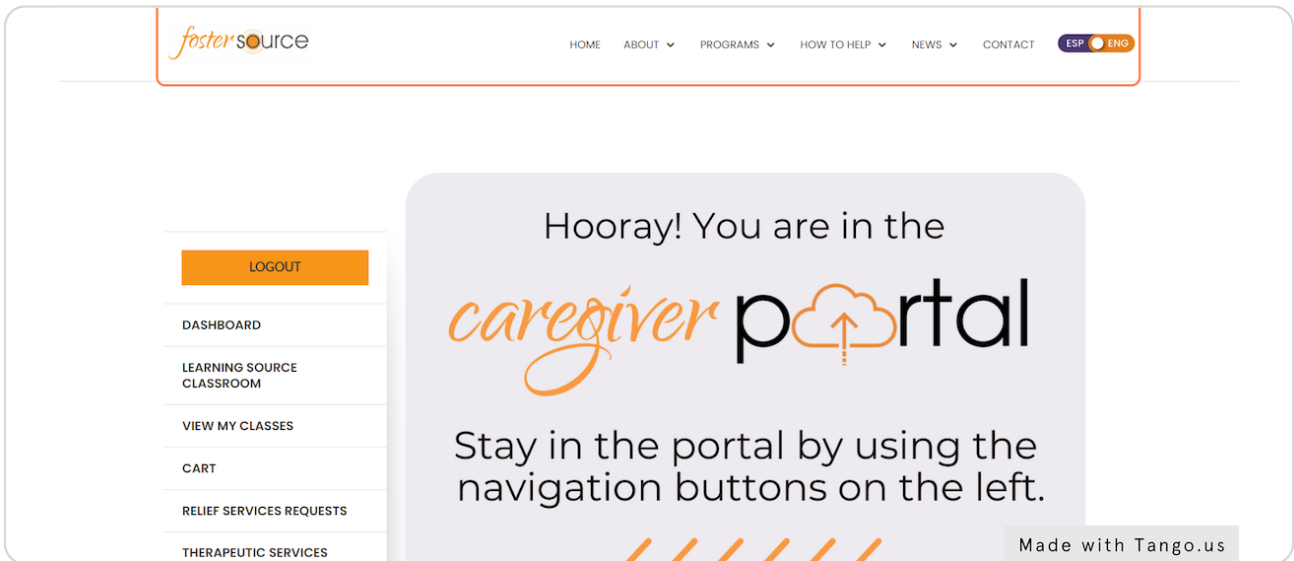 foster source
HOME ABOUT PROGRAMS HOW TO HELP NEWS CONTACT ESP ENG
LOGOUT
DASHBOARD
LEARNING SOURCE
CLASSROOM
VIEW MY CLASSES
CART
RELIEF SERVICES REQUESTS
THERAPEUTIC SERVICES
Hooray! You are in the
caregiver portal
Stay in the portal by using the
navigation buttons on the left.
Made with Tango.us